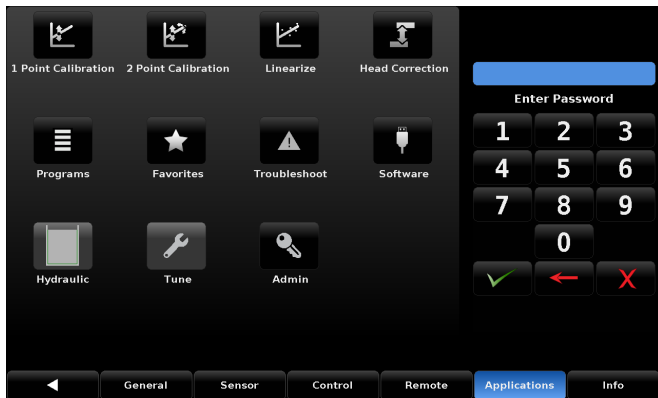 1 Point Calibration 2 Point Calibration Linearize Head Correction
Enter Password
1 2 3
Programs Favorites Troubleshoot Software
4 5 6
7 8 9
0
Hydraulic Tune Admin
General Sensor Control Remote Applications Info